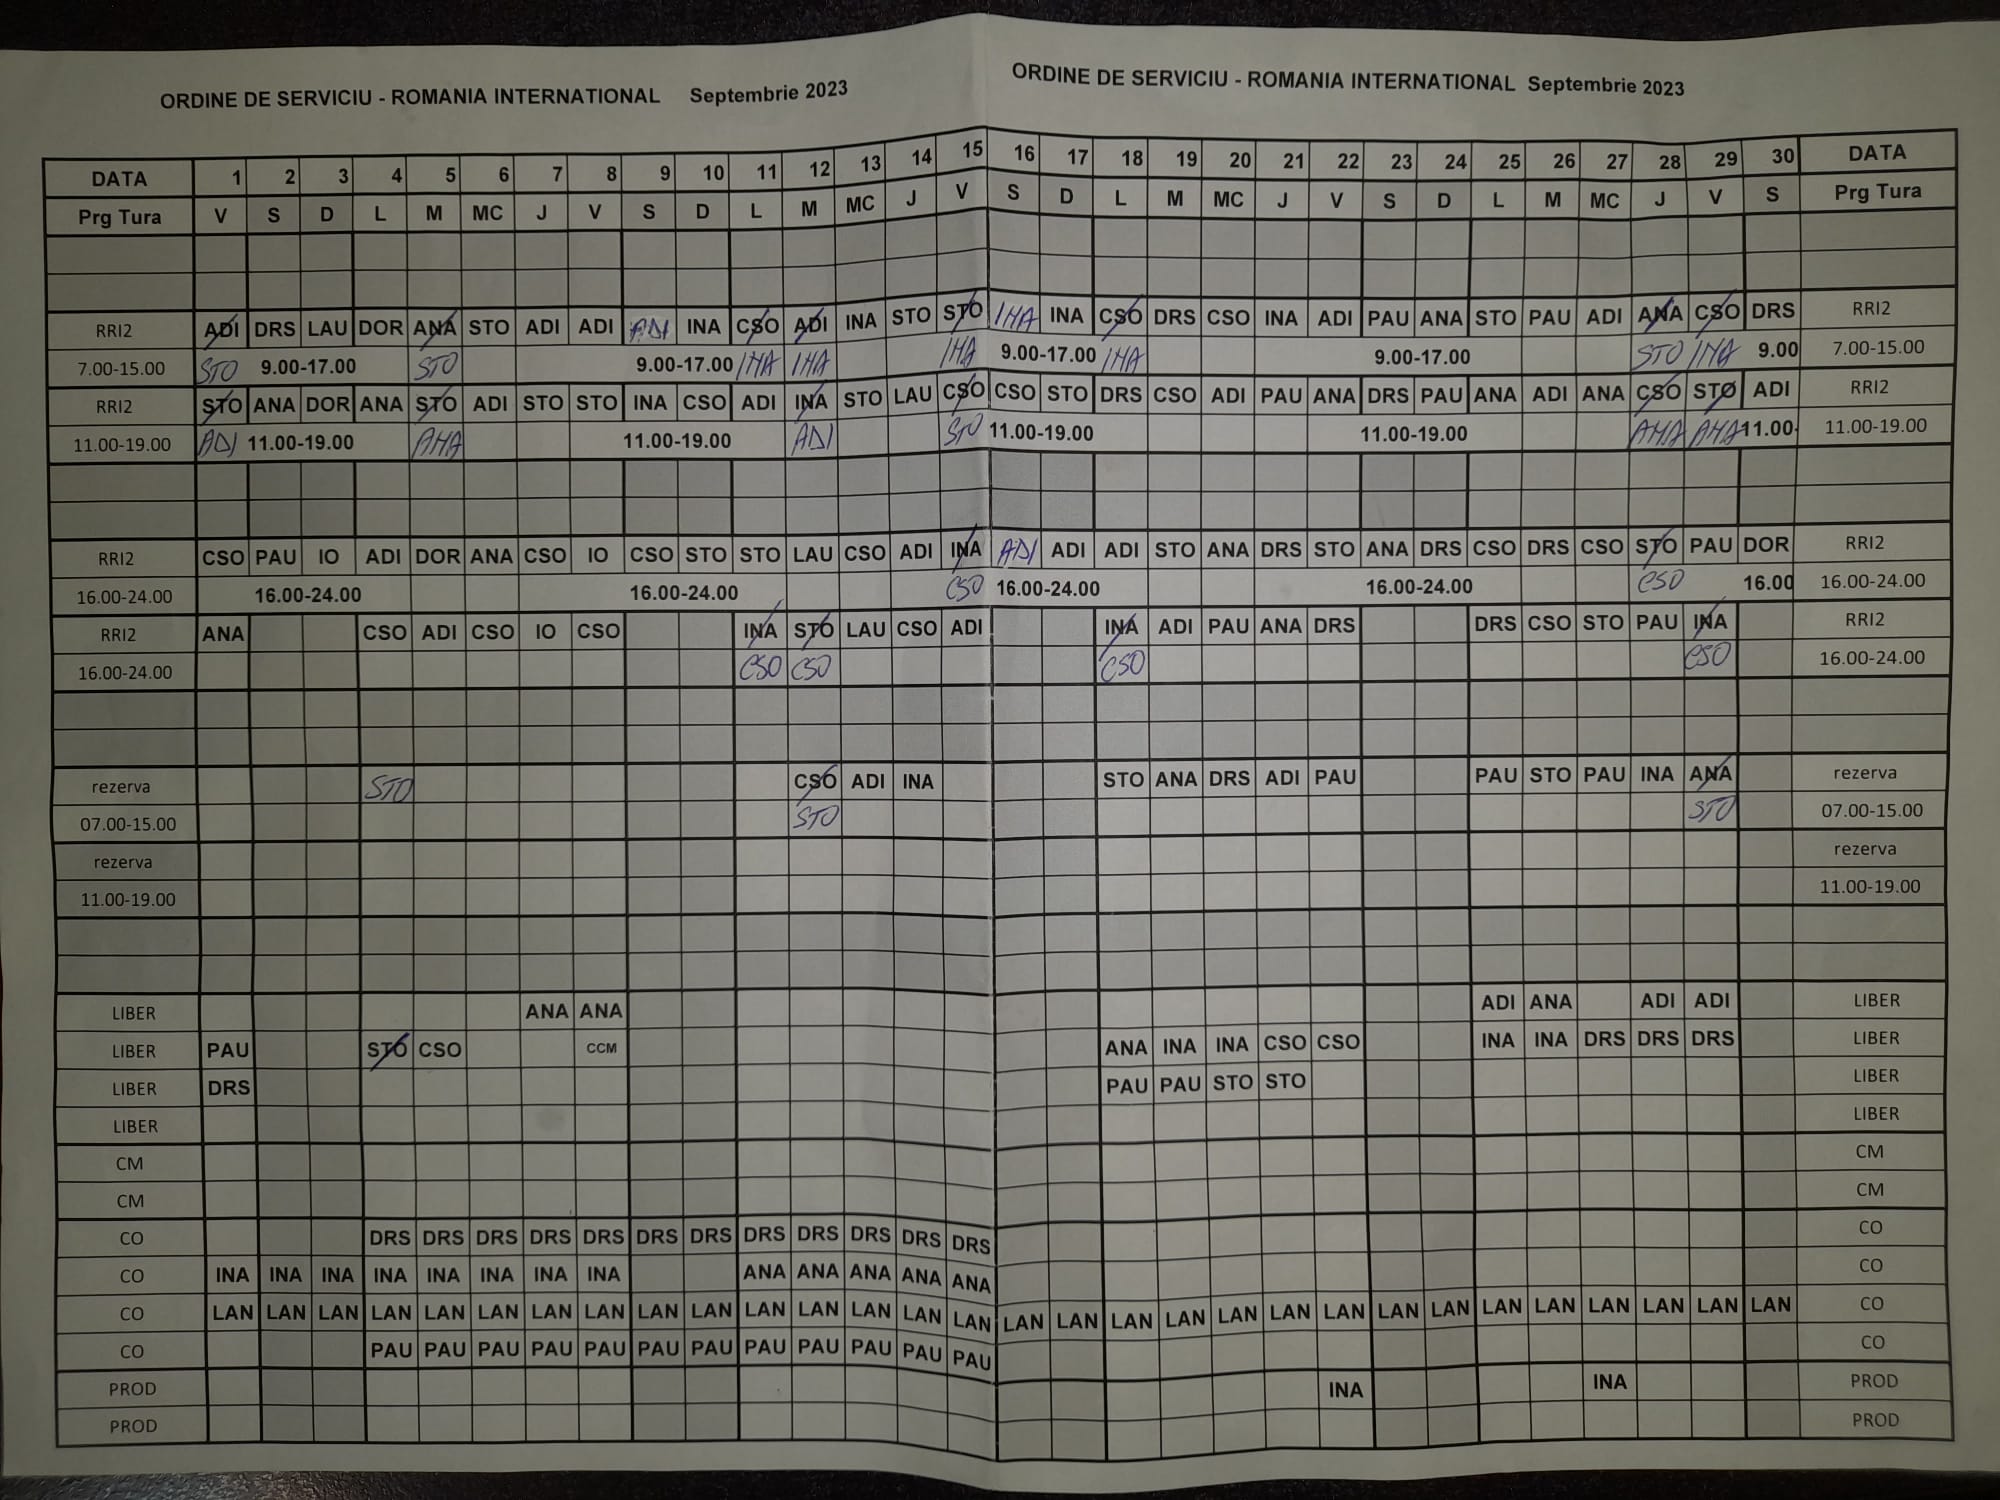 ORDINE DE SERVICIU - ROMANIA INTERNATIONAL Septembrie 2023 ORDINE DE SERVICIU - ROMANIA INTERNATIONAL Septembrie 2023
DATA 1 2 3 4 5 6 7 8 9 10 11 12 13 14 15 16 17 18 19 20 21 22 23 24 25 26 27 28 29 30 DATA
Prg Tura V S D L M MC J V S D L M MC J V S D L M MC J V S D L M MC J V S Prg Tura
RRI2 ADI DRS LAU DOR ANA STO ADI ADI ADI INA CSO ADI INA STO STO INA INA CSO DRS CSO INA ADI PAU ANA STO PAU ADI ANA CSO DRS RRI2
7.00-15.00 STO 9.00-17.00 STO 9.00-17.00 INA INA INA 9.00-17.00 INA 9.00-17.00 STO INA 9.00 7.00-15.00
RRI2 STO ANA DOR ANA STO ADI STO STO INA CSO ADI INA STO LAU CSO CSO STO DRS CSO ADI PAU ANA DRS PAU ANA ADI ANA CSO STO ADI RRI2
11.00-19.00 ADI 11.00-19.00 ANA 11.00-19.00 ADI STO 11.00-19.00 11.00-19.00 ANA ANA 11.00- 11.00-19.00
RRI2 CSO PAU IO ADI DOR ANA CSO IO CSO STO STO LAU CSO ADI INA ADI ADI ADI STO ANA DRS STO ANA DRS CSO DRS CSO STO PAU DOR RRI2
16.00-24.00 16.00-24.00 16.00-24.00 CSO 16.00-24.00 16.00-24.00 CSO 16.00 16.00-24.00
RRI2 ANA CSO ADI CSO IO CSO INA STO LAU CSO ADI INA ADI PAU ANA DRS DRS CSO STO PAU INA RRI2
16.00-24.00 CSO CSO CSO CSO 16.00-24.00
rezerva STO CSO ADI INA STO ANA DRS ADI PAU PAU STO PAU INA ANA rezerva
07.00-15.00 STO STO 07.00-15.00
rezerva rezerva
11.00-19.00 11.00-19.00
LIBER ANA ANA ADI ANA ADI ADI LIBER
LIBER PAU STO CSO CCM ANA INA INA CSO CSO INA INA DRS DRS DRS LIBER
LIBER DRS PAU PAU STO STO LIBER
LIBER LIBER
CM CM
CM CM
CO DRS DRS DRS DRS DRS DRS DRS DRS DRS DRS DRS DRS CO
CO INA INA INA INA INA INA INA INA ANA ANA ANA ANA ANA CO
CO LAN LAN LAN LAN LAN LAN LAN LAN LAN LAN LAN LAN LAN LAN LAN LAN LAN LAN LAN LAN LAN LAN LAN LAN LAN LAN LAN LAN LAN LAN CO
CO PAU PAU PAU PAU PAU PAU PAU PAU PAU PAU PAU PAU CO
PROD INA INA PROD
PROD PROD